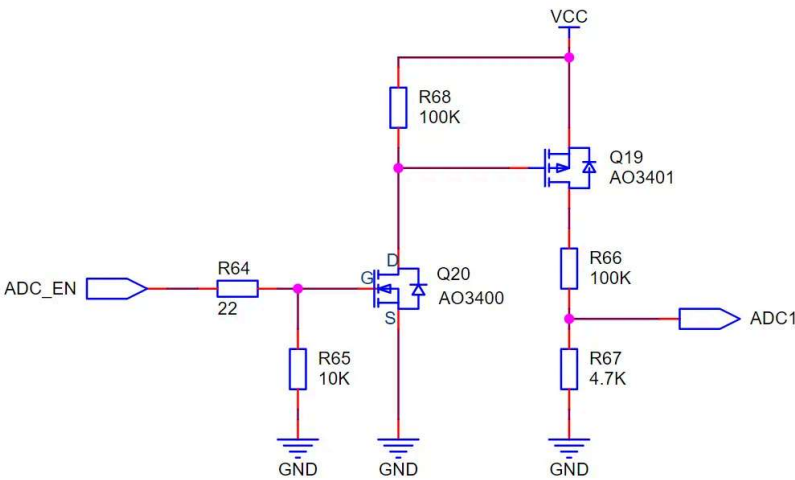 VCC
R68
100K
Q19
AO3401
D
G
S
Q20
AO3400
R66
100K
ADC_EN
R64
22
ADC1
R65
10K
R67
4.7K
GND
GND
GND